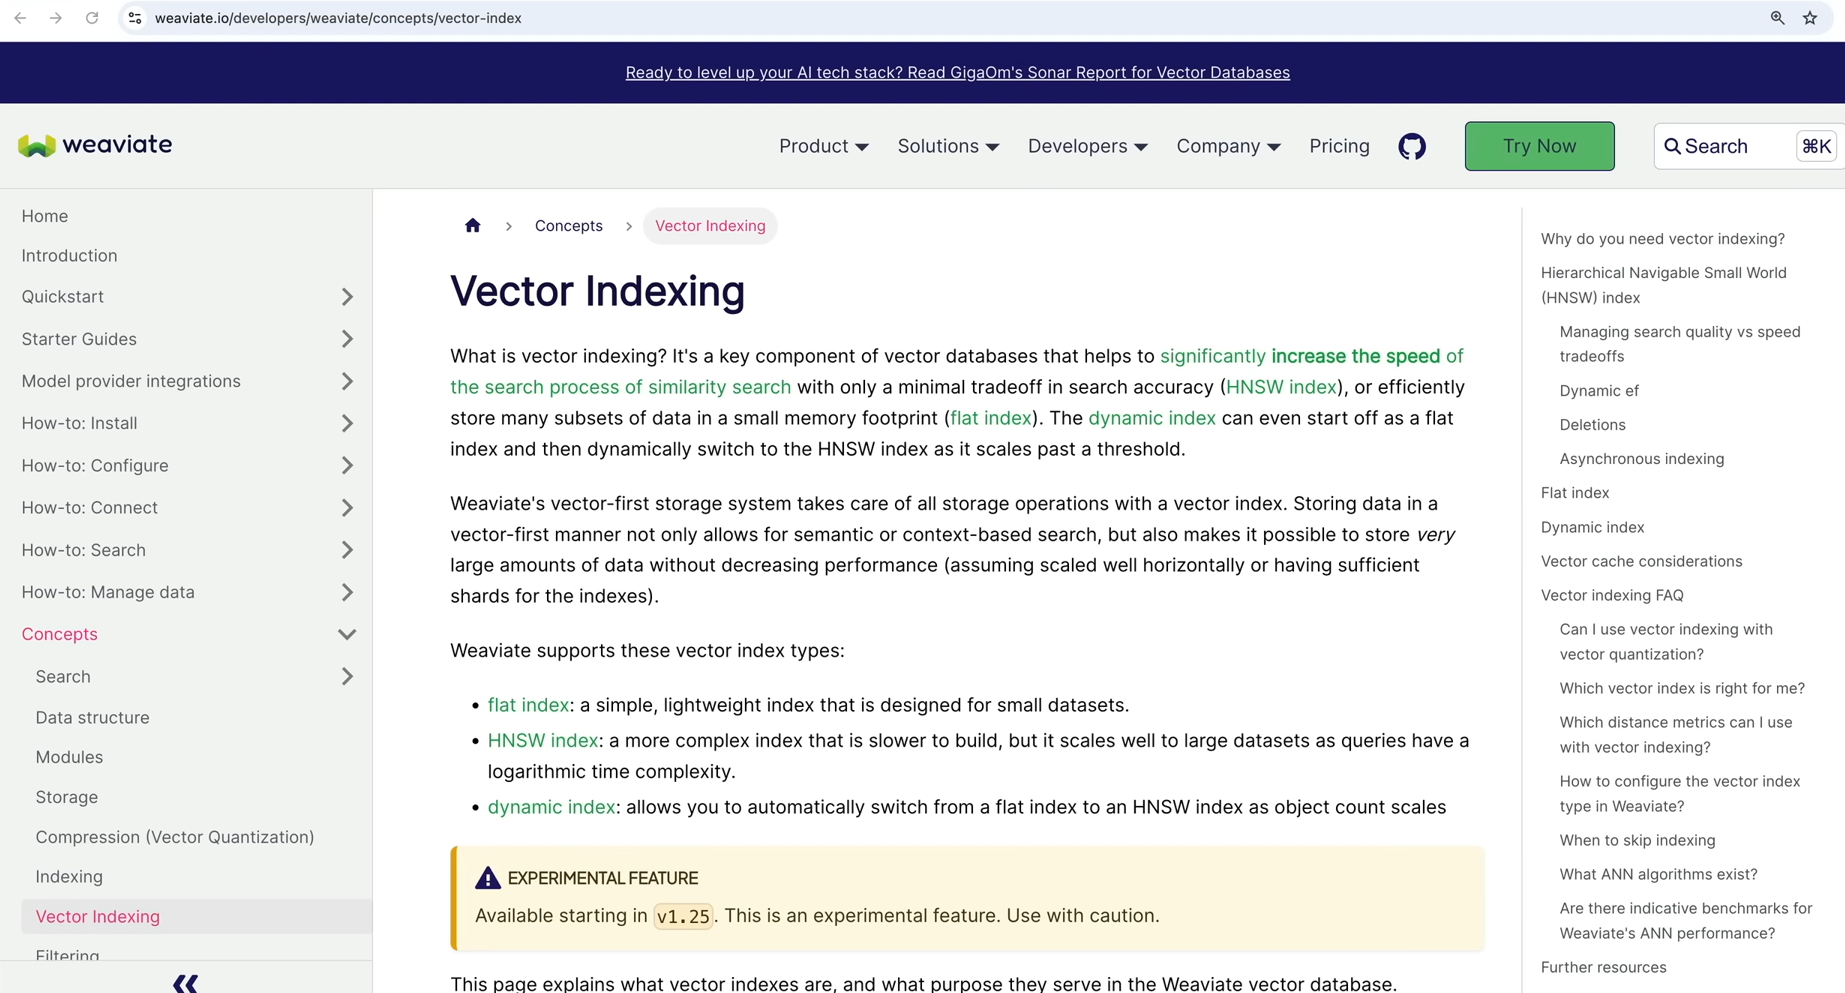 weaviate.io/developers/weaviate/concepts/vector-index
Ready to level up your AI tech stack? Read GigaOm's Sonar Report for Vector Databases
weaviate
Product
Solutions
Developers
Company
Pricing
Try Now
Search
⌘K
Home
Introduction
Quickstart
Starter Guides
Model provider integrations
How-to: Install
How-to: Configure
How-to: Connect
How-to: Search
How-to: Manage data
Concepts
Search
Data structure
Modules
Storage
Compression (Vector Quantization)
Indexing
Vector Indexing
Filtering
Concepts
Vector Indexing
Vector Indexing
What is vector indexing? It's a key component of vector databases that helps to significantly increase the speed of
the search process of similarity search with only a minimal tradeoff in search accuracy (HNSW index), or efficiently
store many subsets of data in a small memory footprint (flat index). The dynamic index can even start off as a flat
index and then dynamically switch to the HNSW index as it scales past a threshold.
Weaviate's vector-first storage system takes care of all storage operations with a vector index. Storing data in a
vector-first manner not only allows for semantic or context-based search, but also makes it possible to store very
large amounts of data without decreasing performance (assuming scaled well horizontally or having sufficient
shards for the indexes).
Weaviate supports these vector index types:
• flat index: a simple, lightweight index that is designed for small datasets.
• HNSW index: a more complex index that is slower to build, but it scales well to large datasets as queries have a
logarithmic time complexity.
• dynamic index: allows you to automatically switch from a flat index to an HNSW index as object count scales
EXPERIMENTAL FEATURE
Available starting in v1.25. This is an experimental feature. Use with caution.
This page explains what vector indexes are, and what purpose they serve in the Weaviate vector database.
Why do you need vector indexing?
Hierarchical Navigable Small World
(HNSW) index
Managing search quality vs speed
tradeoffs
Dynamic ef
Deletions
Asynchronous indexing
Flat index
Dynamic index
Vector cache considerations
Vector indexing FAQ
Can I use vector indexing with
vector quantization?
Which vector index is right for me?
Which distance metrics can I use
with vector indexing?
How to configure the vector index
type in Weaviate?
When to skip indexing
What ANN algorithms exist?
Are there indicative benchmarks for
Weaviate's ANN performance?
Further resources